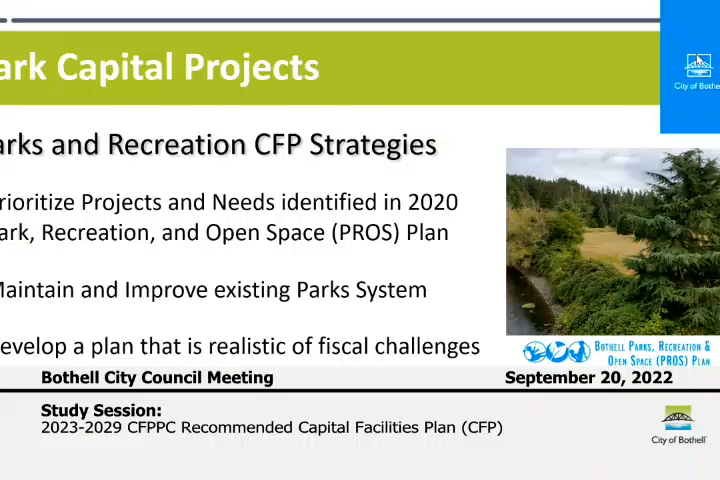 ark Capital Projects
City of Bothell
arks and Recreation CFP Strategies
rioritize Projects and Needs identified in 2020
ark, Recreation, and Open Space (PROS) Plan
Maintain and Improve existing Parks System
evelop a plan that is realistic of fiscal challenges
Bothell Parks, Recreation &
Open Space (PROS) Plan
Bothell City Council Meeting September 20, 2022
Study Session:
2023-2029 CFPPC Recommended Capital Facilities Plan (CFP)
City of Bothell